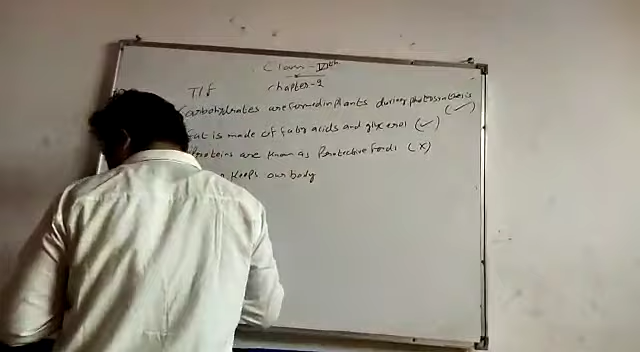 Class - IVth
chapter-2
T/F
Carbohydrates are formed in plants during photosynthesis (✓)
Fat is made of fatty acids and glycerol (✓)
Proteins are known as Protective foods (X)
keeps our body